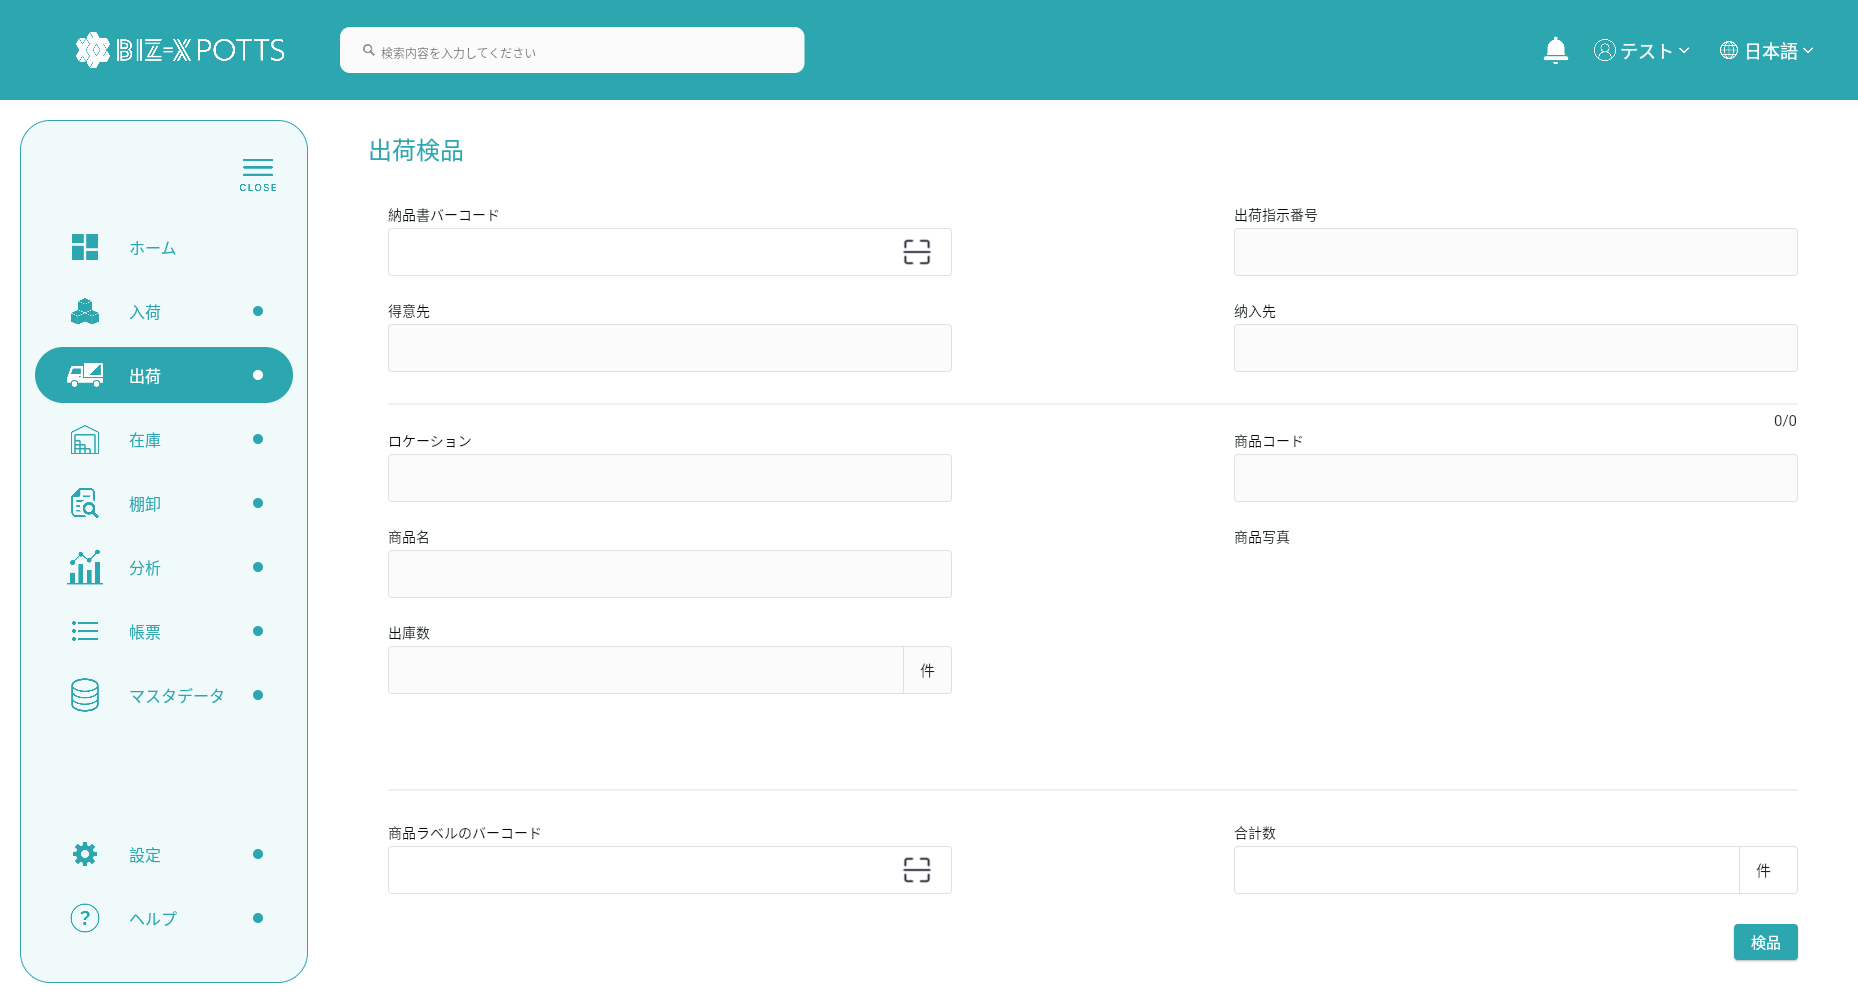 BIZ=X POTTS
検索内容を入力してください
テスト
日本語
CLOSE
ホーム
入荷
出荷
在庫
棚卸
分析
帳票
マスタデータ
設定
?
ヘルプ
出荷検品
納品書バーコード
出荷指示番号
得意先
納入先
0/0
ロケーション
商品コード
商品名
商品写真
出庫数
件
商品ラベルのバーコード
合計数
件
検品